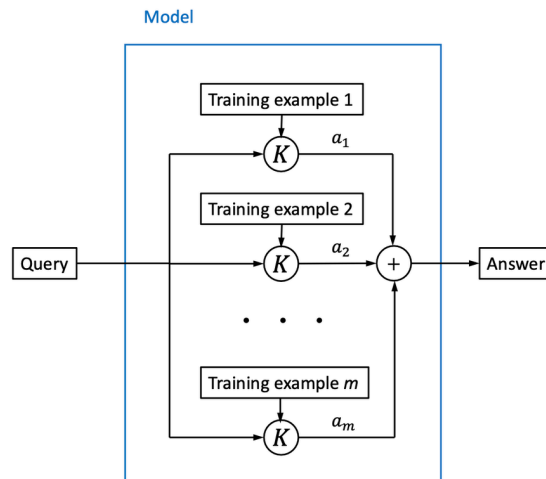 Model
Training example 1
K
a₁
Training example 2
Query
K
a₂
+
Answer
. . .
Training example m
K
aₘ